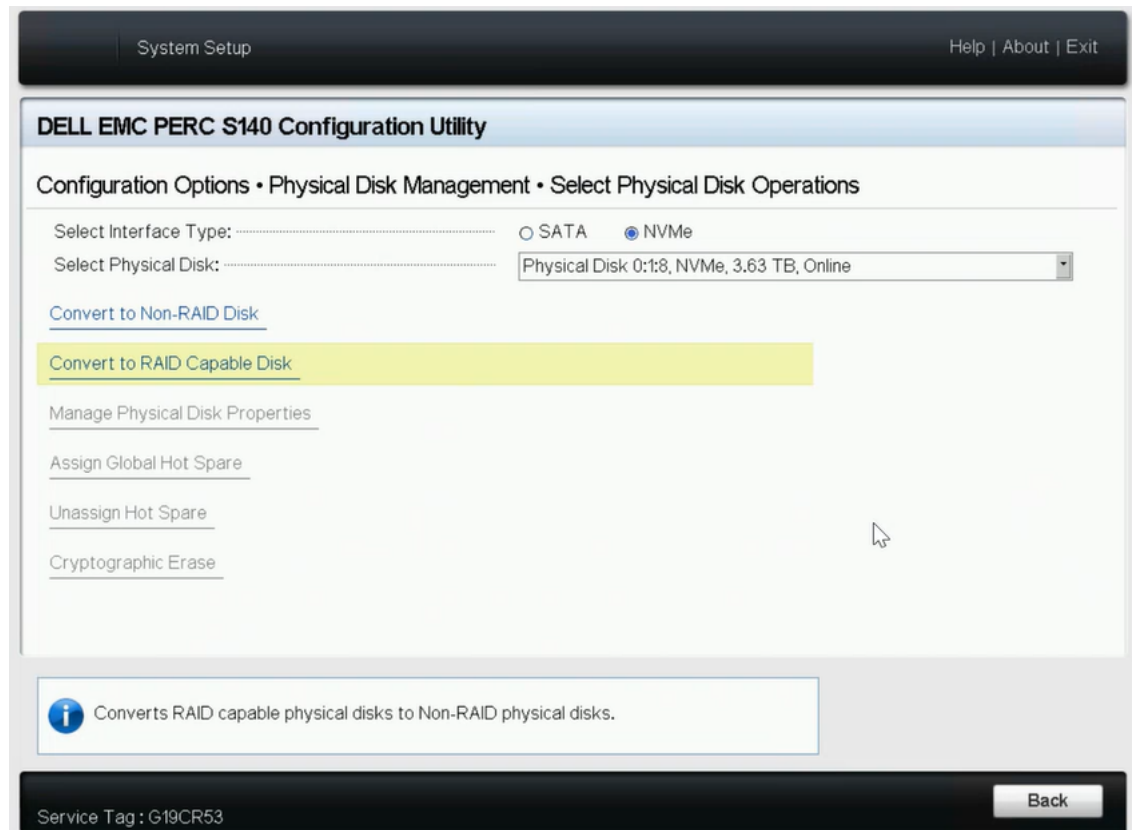 System Setup
Help | About | Exit
DELL EMC PERC S140 Configuration Utility
Configuration Options • Physical Disk Management • Select Physical Disk Operations
Select Interface Type: SATA NVMe
Select Physical Disk: Physical Disk 0:1:8, NVMe, 3.63 TB, Online
Convert to Non-RAID Disk
Convert to RAID Capable Disk
Manage Physical Disk Properties
Assign Global Hot Spare
Unassign Hot Spare
Cryptographic Erase
Converts RAID capable physical disks to Non-RAID physical disks.
Back
Service Tag : G19CR53